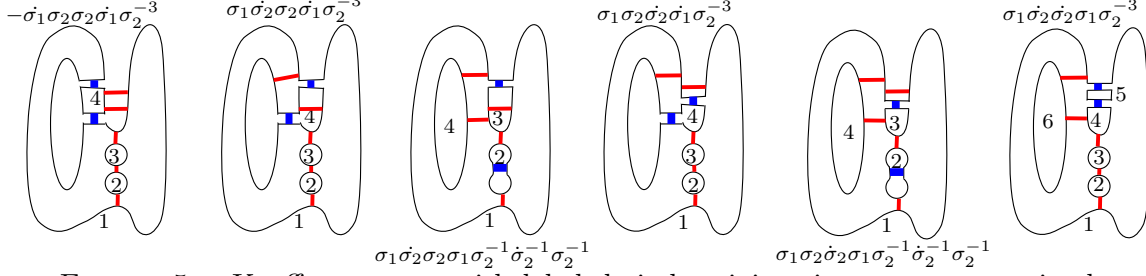 −σ̇₁σ₂σ₂σ̇₁σ₂⁻³ σ₁σ̇₂σ₂σ̇₁σ₂⁻³ σ₁σ₂σ̇₂σ̇₁σ₂⁻³ σ₁σ̇₂σ̇₂σ₁σ₂⁻³
4 5
4 4 3 4 4 3 6 4
3 3 2 3 2 3
2 2 2 2
1 1 1 1 1 1
σ₁σ̇₂σ₂σ₁σ₂⁻¹σ̇₂⁻¹σ₂⁻¹ σ₁σ₂σ̇₂σ₁σ₂⁻¹σ̇₂⁻¹σ₂⁻¹